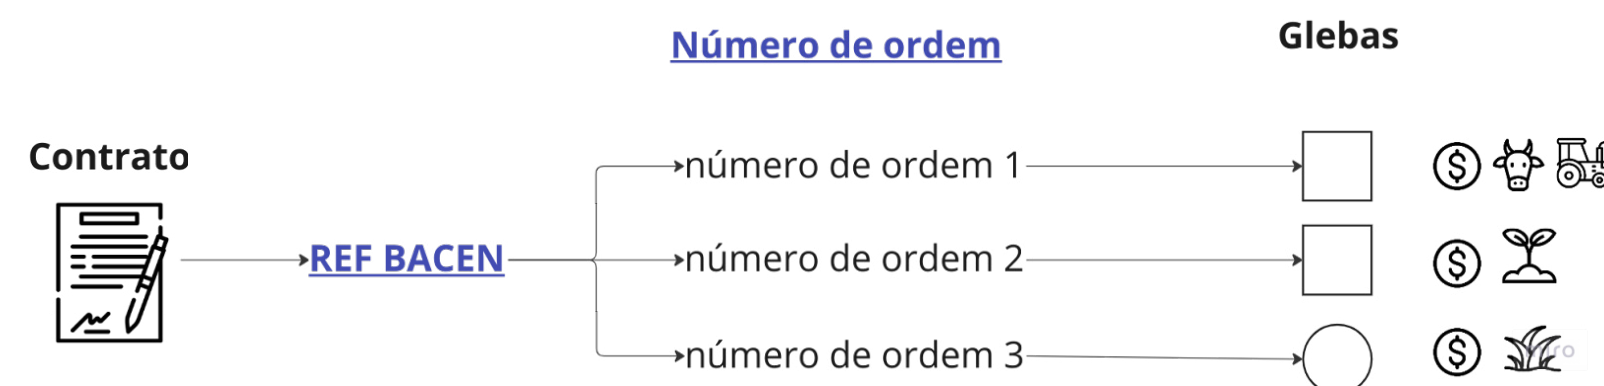 Número de ordem
Glebas
Contrato
número de ordem 1
REF BACEN
número de ordem 2
número de ordem 3
$
$
$
miro